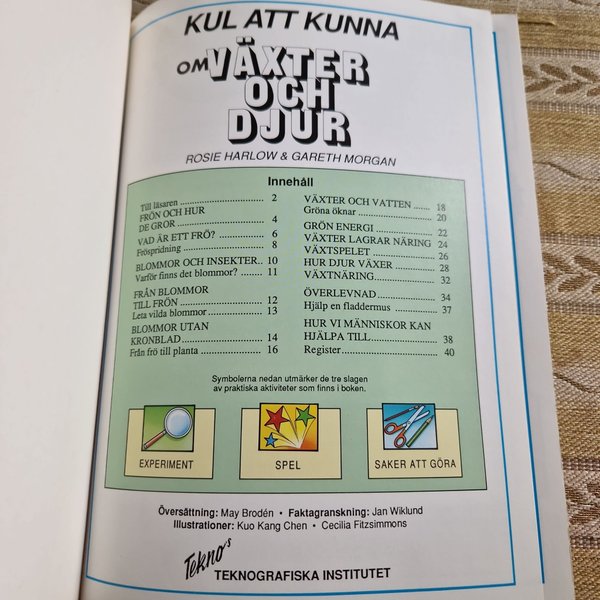 KUL ATT KUNNA
OM VÄXTER
OCH
DJUR
ROSIE HARLOW & GARETH MORGAN
Innehåll
Till läsaren ........ 2
FRÖN OCH HUR
DE GROR ........ 4
VAD ÄR ETT FRÖ? ........ 6
Fröspridning ........ 8
BLOMMOR OCH INSEKTER.. 10
Varför finns det blommor? ........ 11
FRÅN BLOMMOR
TILL FRÖN ........ 12
Leta vilda blommor ........ 13
BLOMMOR UTAN
KRONBLAD ........ 14
Från frö till planta ........ 16
VÄXTER OCH VATTEN ........ 18
Gröna öknar ........ 20
GRÖN ENERGI ........ 22
VÄXTER LAGRAR NÄRING 24
VÄXTSPELET ........ 26
HUR DJUR VÄXER ........ 28
VÄXTNÄRING ........ 32
ÖVERLEVNAD ........ 34
Hjälp en fladdermus ........ 37
HUR VI MÄNNISKOR KAN
HJÄLPA TILL ........ 38
Register ........ 40
Symbolerna nedan utmärker de tre slagen
av praktiska aktiviteter som finns i boken.
EXPERIMENT
SPEL
SAKER ATT GÖRA
Översättning: May Brodén • Faktagranskning: Jan Wiklund
Illustrationer: Kuo Kang Chen • Cecilia Fitzsimmons
Tekno's
TEKNOGRAFISKA INSTITUTET